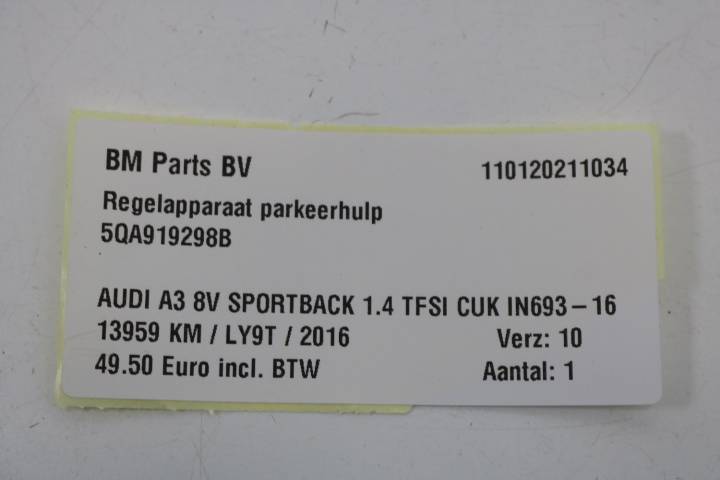 BM Parts BV 110120211034
Regelapparaat parkeerhulp
5QA919298B
AUDI A3 8V SPORTBACK 1.4 TFSI CUK IN693-16
13959 KM / LY9T / 2016 Verz: 10
49.50 Euro incl. BTW Aantal: 1